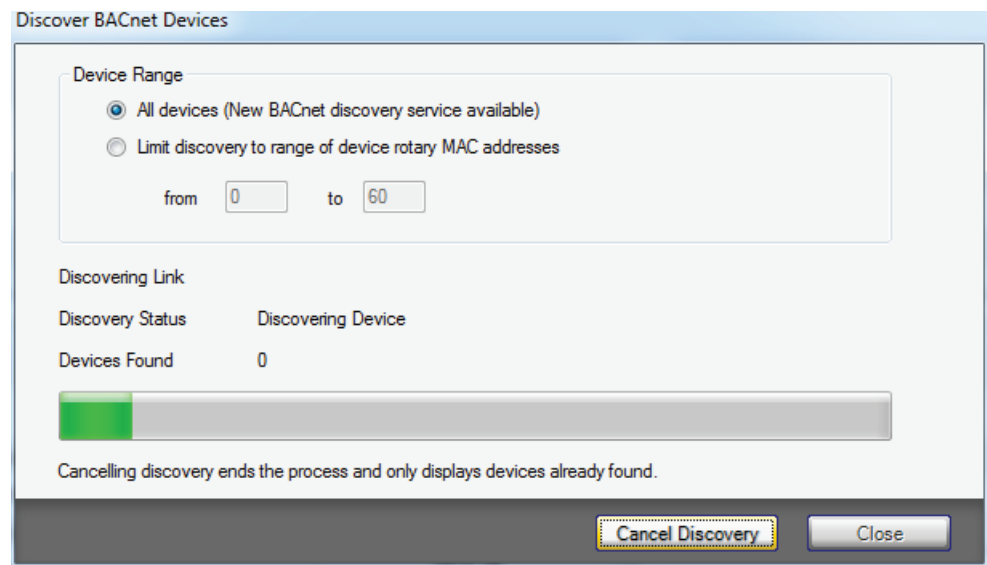 Discover BACnet Devices
Device Range
All devices (New BACnet discovery service available)
Limit discovery to range of device rotary MAC addresses
from 0 to 60
Discovering Link
Discovery Status Discovering Device
Devices Found 0
Cancelling discovery ends the process and only displays devices already found.
Cancel Discovery Close